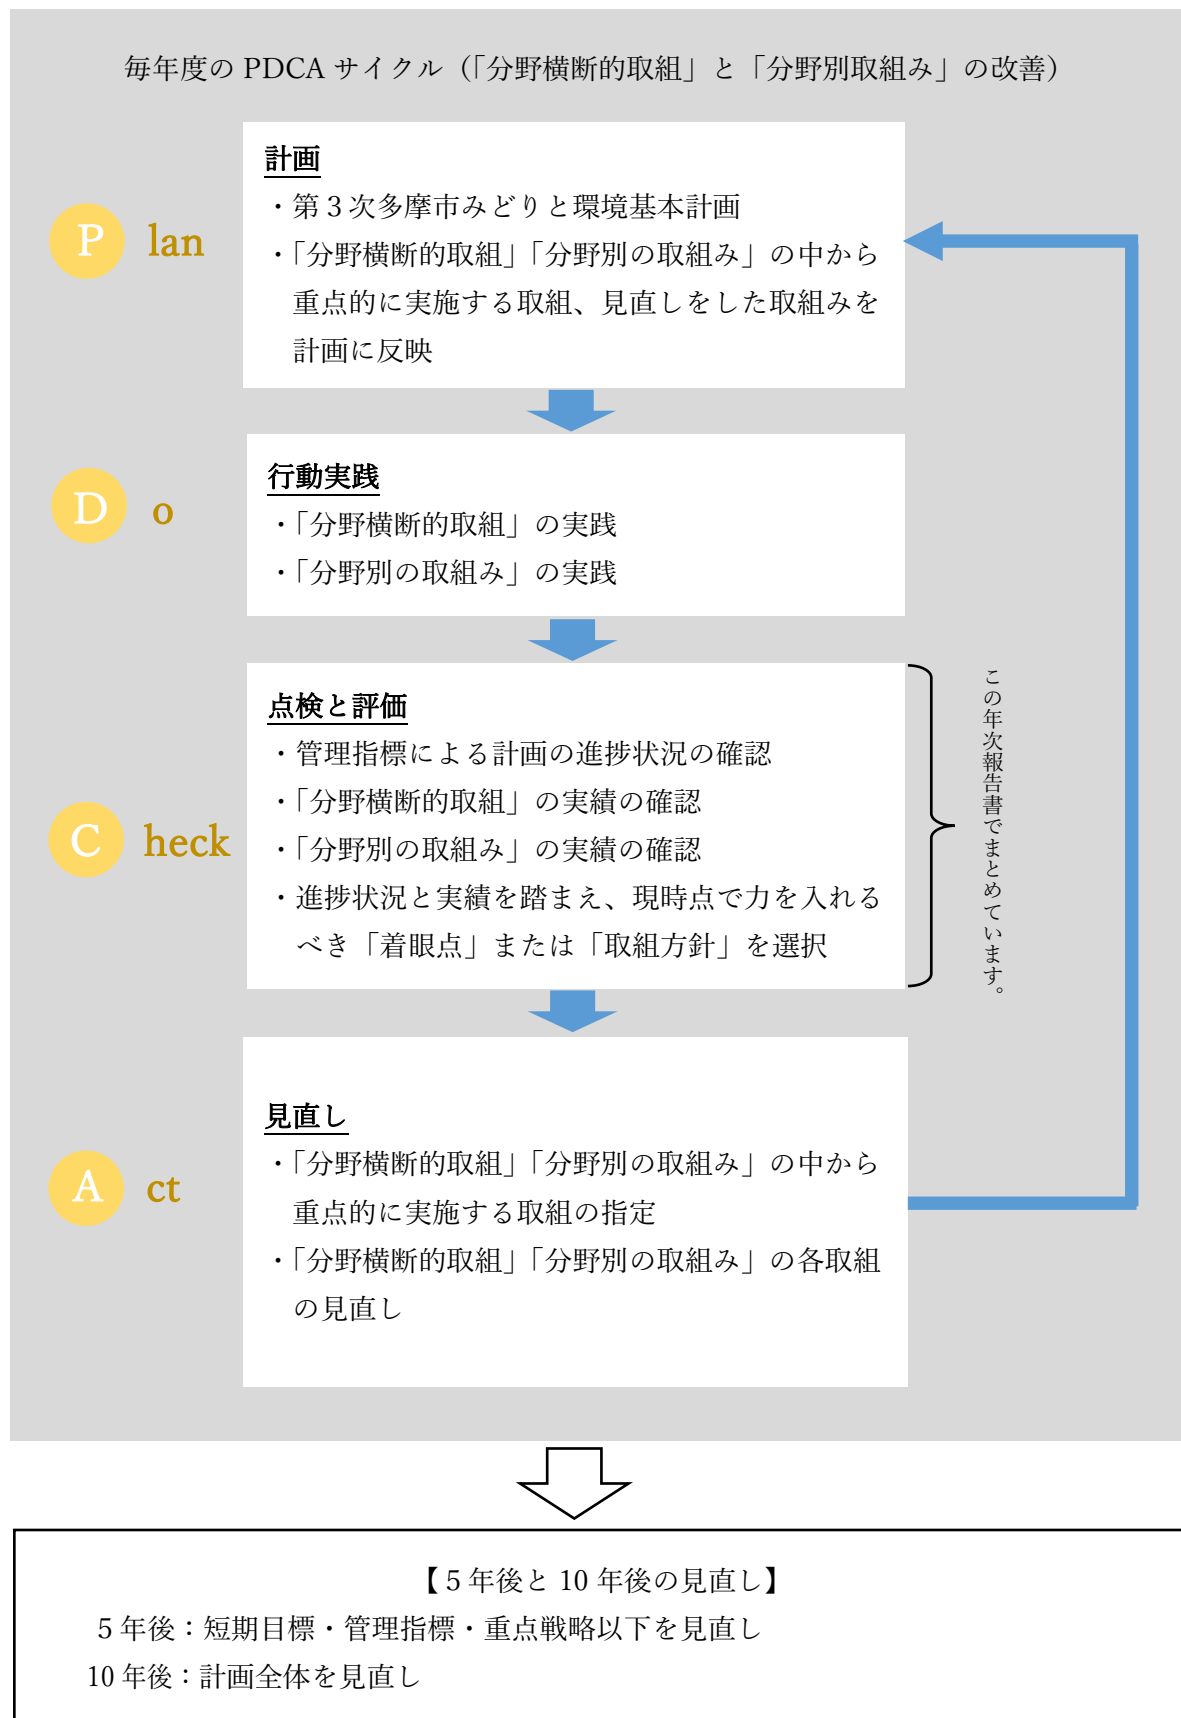 毎年度の PDCA サイクル（「分野横断的取組」と「分野別取組み」の改善）
P lan
計画
・第３次多摩市みどりと環境基本計画
・「分野横断的取組」「分野別の取組み」の中から
重点的に実施する取組、見直しをした取組みを
計画に反映
D o
行動実践
・「分野横断的取組」の実践
・「分野別の取組み」の実践
C heck
点検と評価
・管理指標による計画の進捗状況の確認
・「分野横断的取組」の実績の確認
・「分野別の取組み」の実績の確認
・進捗状況と実績を踏まえ、現時点で力を入れる
べき「着眼点」または「取組方針」を選択
この年次報告書でまとめています。
A ct
見直し
・「分野横断的取組」「分野別の取組み」の中から
重点的に実施する取組の指定
・「分野横断的取組」「分野別の取組み」の各取組
の見直し
【５年後と 10 年後の見直し】
５年後：短期目標・管理指標・重点戦略以下を見直し
10 年後：計画全体を見直し